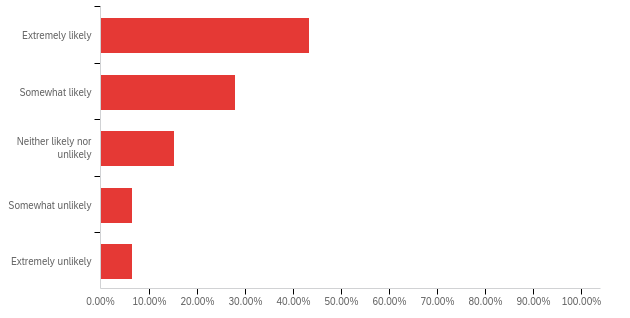 Extremely likely
Somewhat likely
Neither likely nor
unlikely
Somewhat unlikely
Extremely unlikely
0.00% 10.00% 20.00% 30.00% 40.00% 50.00% 60.00% 70.00% 80.00% 90.00% 100.00%